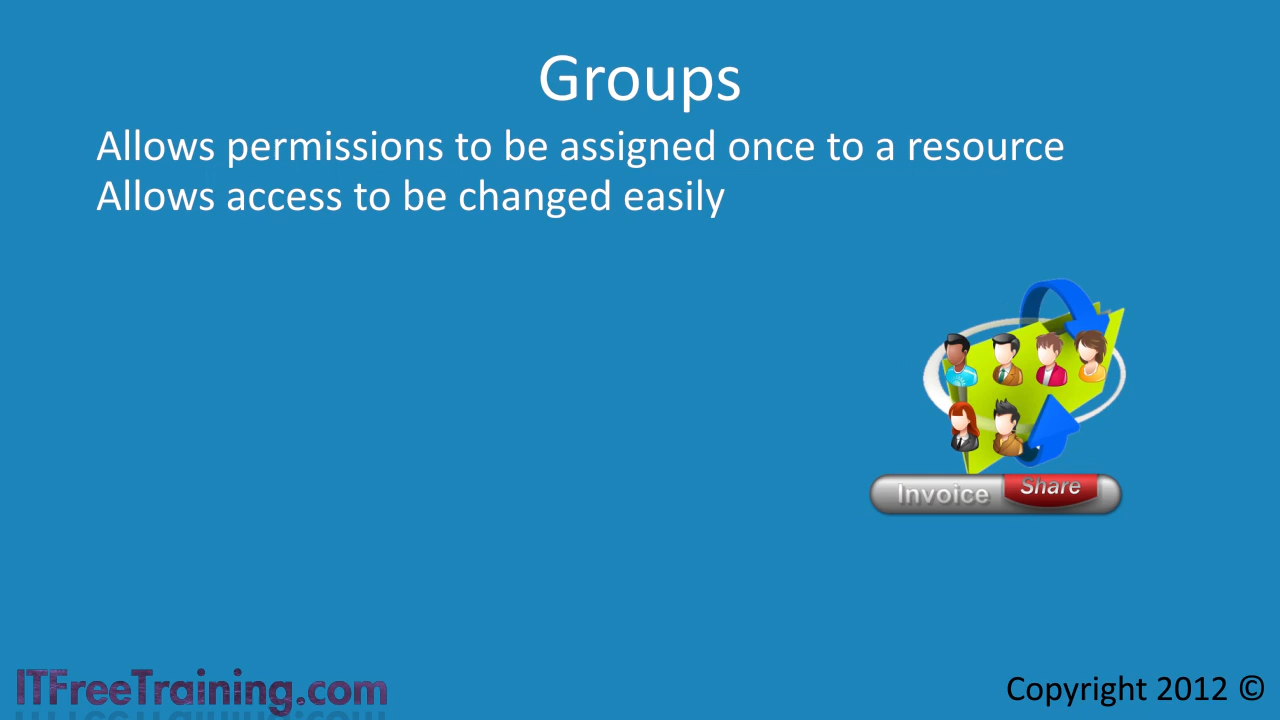 Groups
Allows permissions to be assigned once to a resource
Allows access to be changed easily
Invoice Share
ITFreeTraining.com
Copyright 2012 ©